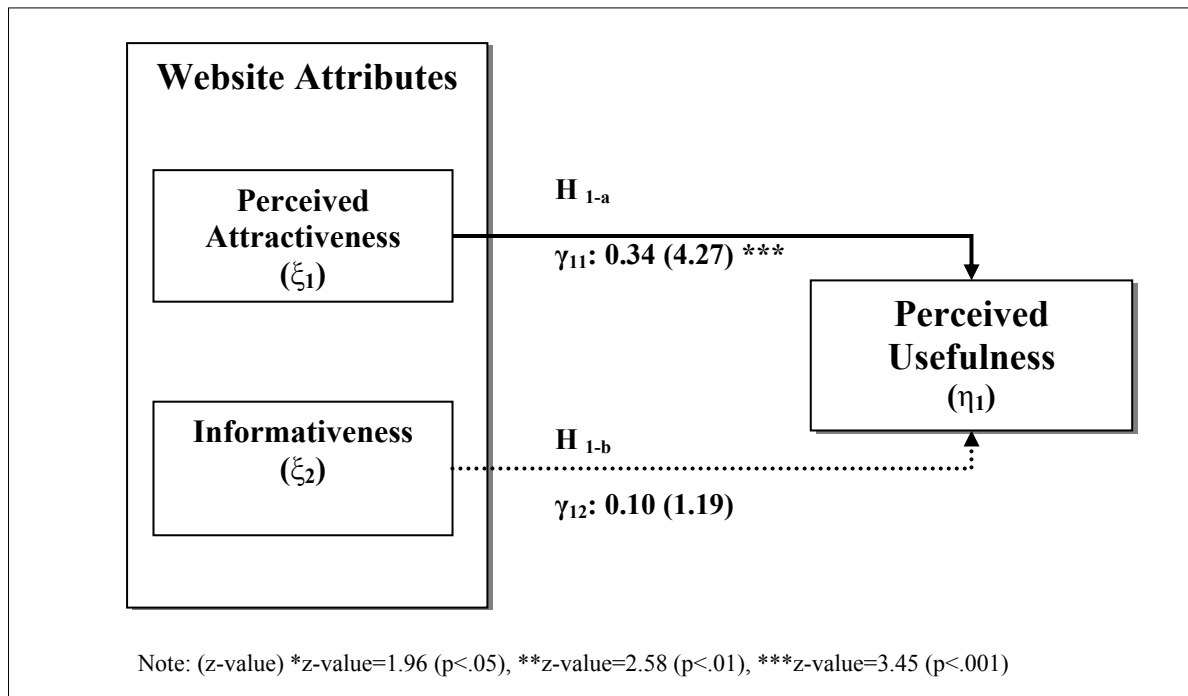 Website Attributes
Perceived
Attractiveness
(ξ₁)
H 1-a
γ₁₁: 0.34 (4.27) ***
Perceived
Usefulness
(η₁)
Informativeness
(ξ₂)
H 1-b
γ₁₂: 0.10 (1.19)
Note: (z-value) *z-value=1.96 (p<.05), **z-value=2.58 (p<.01), ***z-value=3.45 (p<.001)